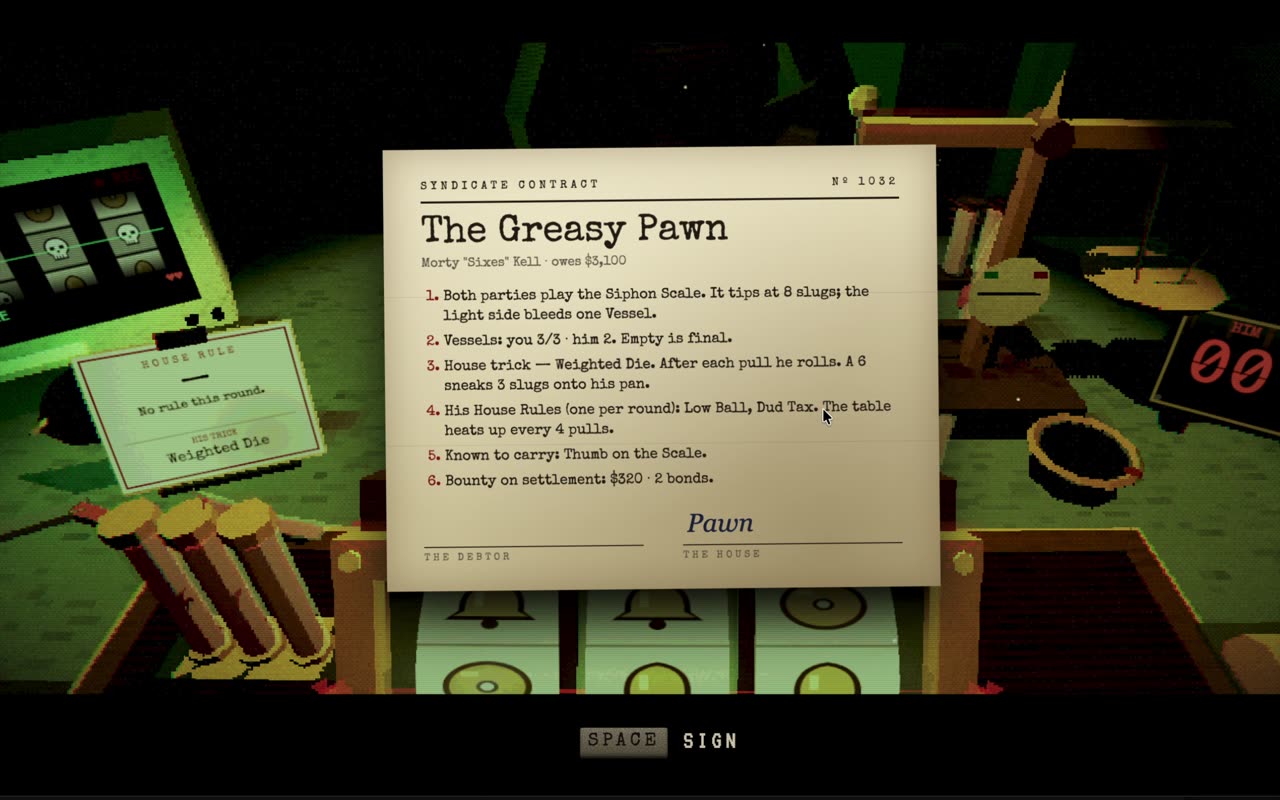 SYNDICATE CONTRACT
Nº 1032
The Greasy Pawn
Morty "Sixes" Kell · owes $3,100
1. Both parties play the Siphon Scale. It tips at 8 slugs; the
light side bleeds one Vessel.
2. Vessels: you 3/3 · him 2. Empty is final.
3. House trick — Weighted Die. After each pull he rolls. A 6
sneaks 3 slugs onto his pan.
4. His House Rules (one per round): Low Ball, Dud Tax. The table
heats up every 4 pulls.
5. Known to carry: Thumb on the Scale.
6. Bounty on settlement: $320 · 2 bonds.
Pawn
THE DEBTOR
THE HOUSE
HOUSE RULE
—
No rule this round.
HIS TRICK
Weighted Die
HIM
00
SPACE SIGN